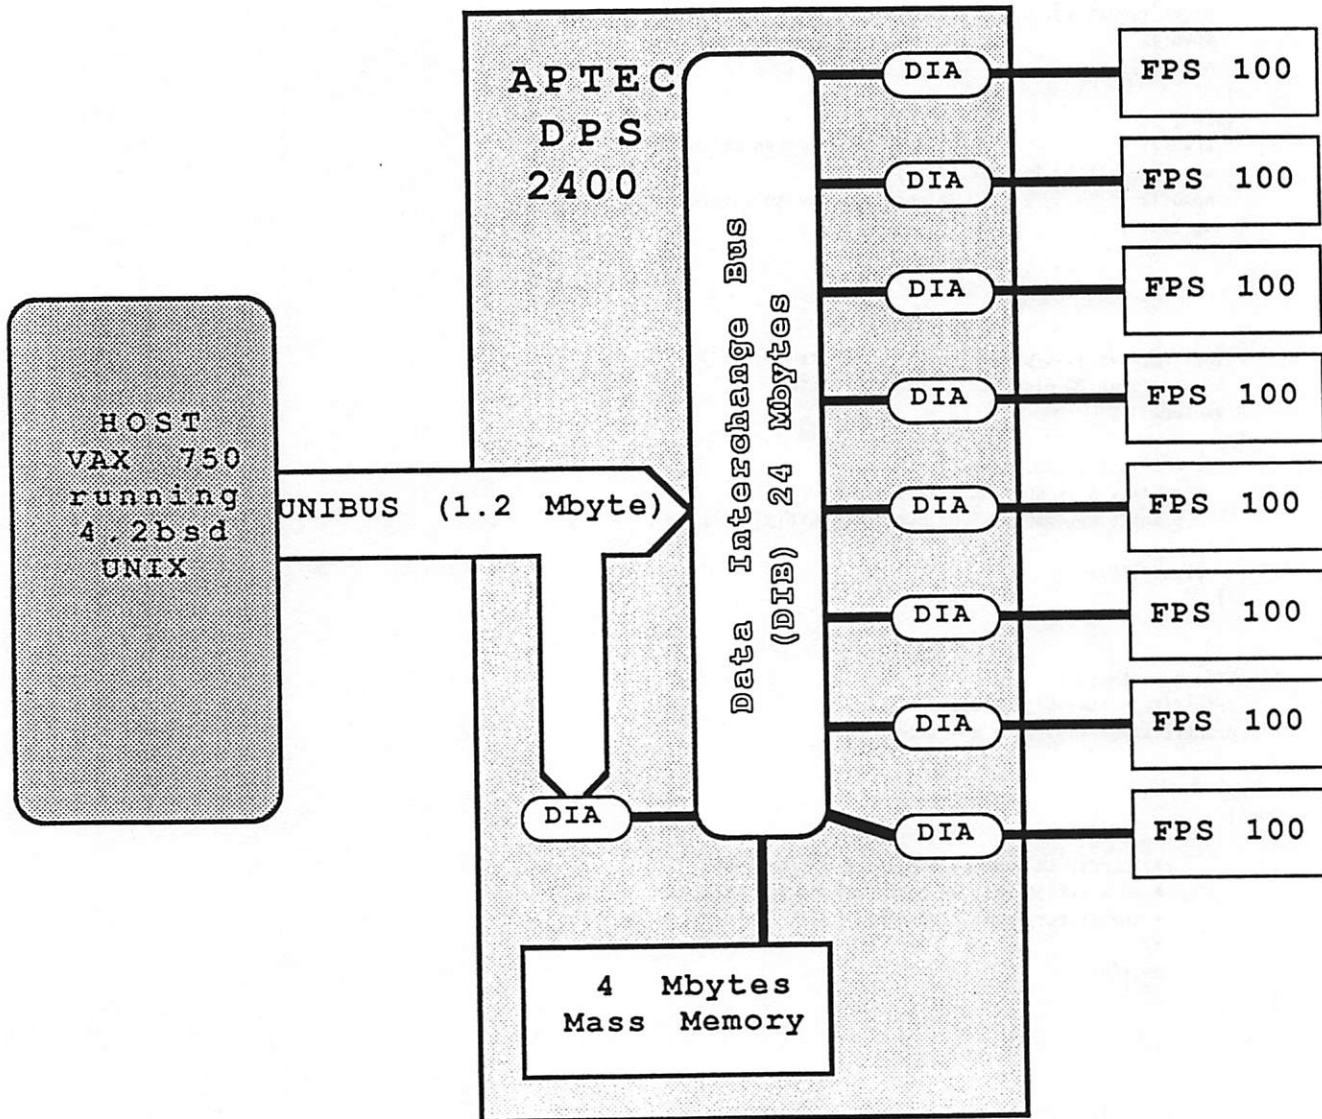 APTEC
DPS
2400
HOST
VAX 750
running
4.2bsd
UNIX
UNIBUS (1.2 Mbyte)
Data Interchange Bus
(DIB) 24 Mbytes
DIA
FPS 100
DIA
FPS 100
DIA
FPS 100
DIA
FPS 100
DIA
FPS 100
DIA
FPS 100
DIA
FPS 100
DIA
DIA
FPS 100
4 Mbytes
Mass Memory